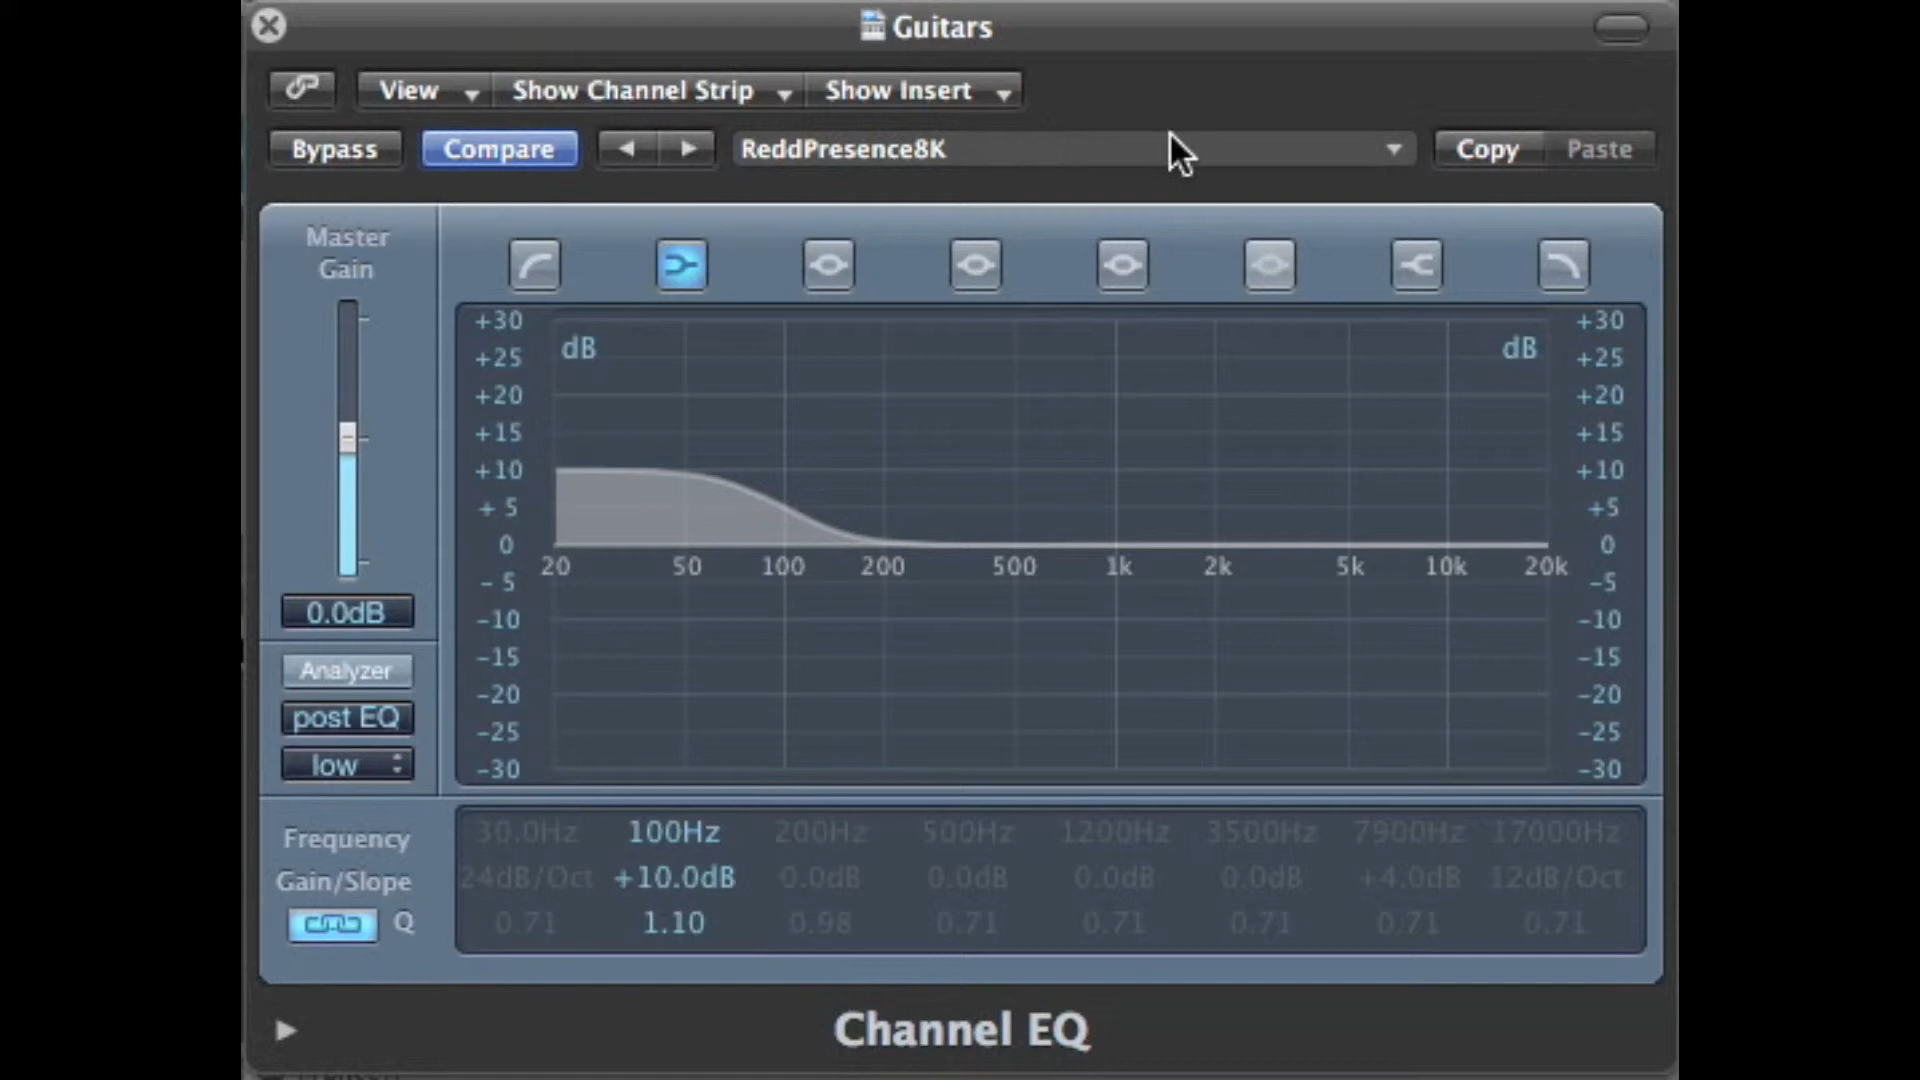 Guitars
View Show Channel Strip Show Insert
Bypass Compare ReddPresence8K Copy Paste
Master
Gain
+30 +30
dB dB
+25 +25
+20 +20
+15 +15
+10 +10
+ 5 +5
0 0
20 50 100 200 500 1k 2k 5k 10k 20k
- 5 -5
-10 -10
-15 -15
-20 -20
-25 -25
-30 -30
0.0dB
Analyzer
post EQ
low
Frequency 30.0Hz 100Hz 200Hz 500Hz 1200Hz 3500Hz 7900Hz 17000Hz
Gain/Slope 24dB/Oct +10.0dB 0.0dB 0.0dB 0.0dB 0.0dB +4.0dB 12dB/Oct
Q 0.71 1.10 0.98 0.71 0.71 0.71 0.71 0.71
Channel EQ